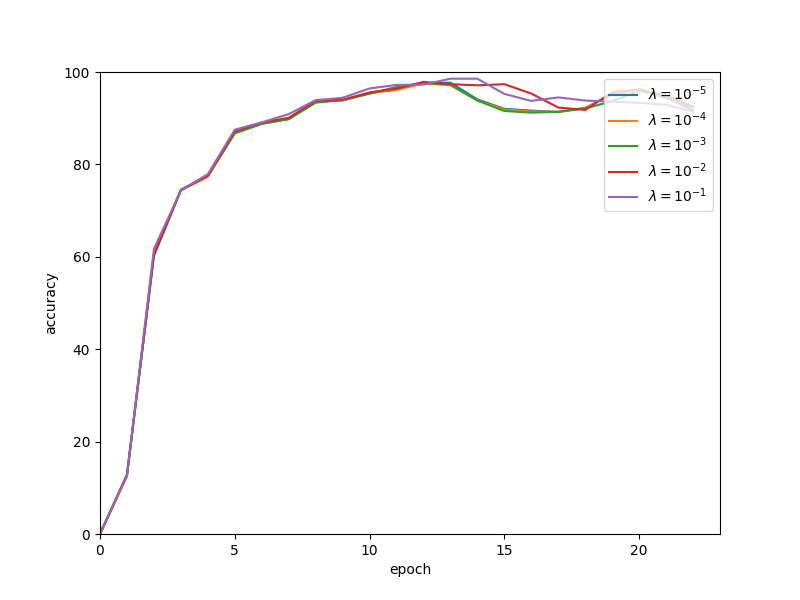 100
80
60
40
20
0
accuracy
0 5 10 15 20
epoch
λ = 10⁻⁵
λ = 10⁻⁴
λ = 10⁻³
λ = 10⁻²
λ = 10⁻¹